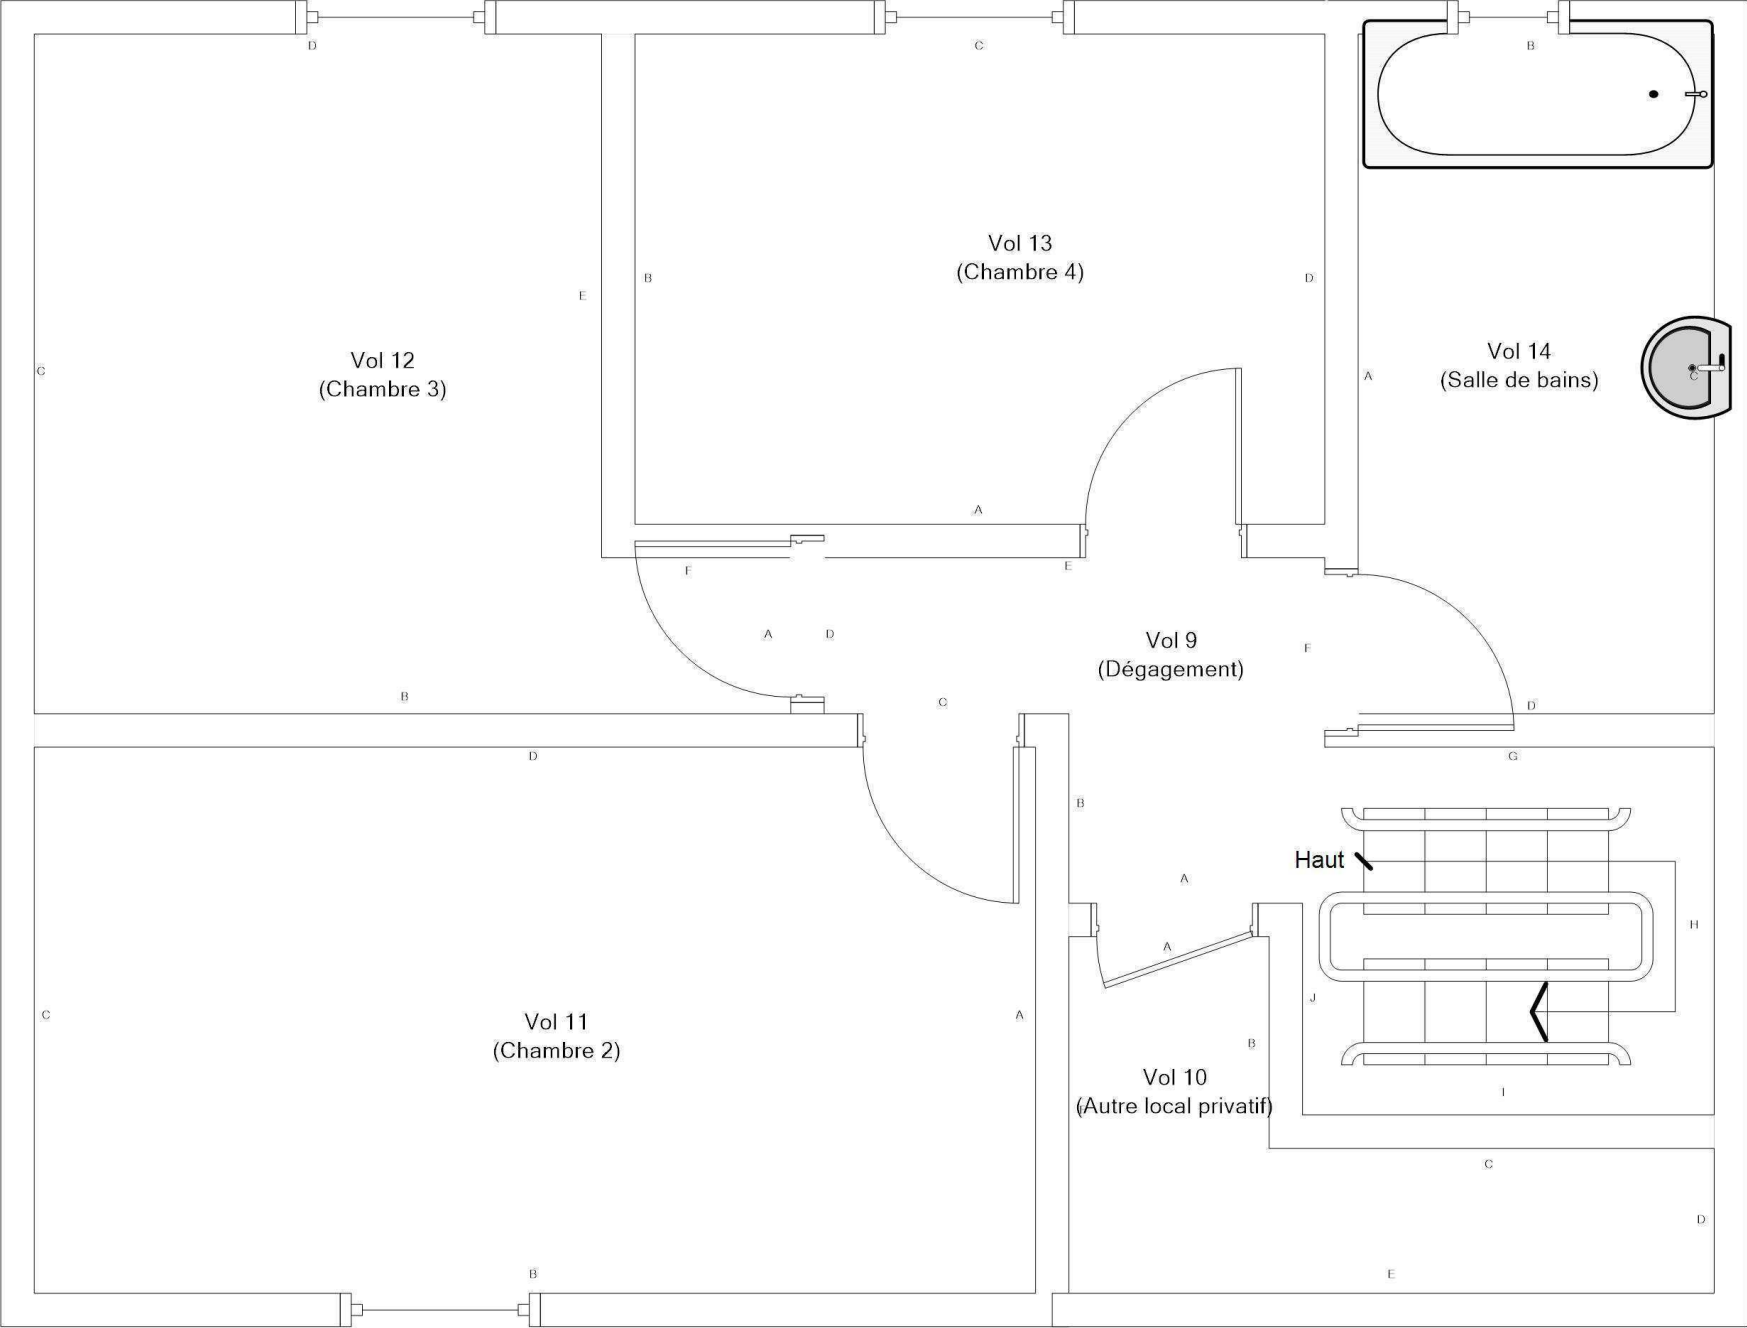 D
C
B
Vol 13
(Chambre 4)
B
D
E
Vol 12
(Chambre 3)
C
Vol 14
(Salle de bains)
A
C
A
F
E
A
D
Vol 9
(Dégagement)
F
B
C
D
D
G
B
Haut
A
H
A
J
C
Vol 11
(Chambre 2)
A
B
Vol 10
(Autre local privatif)
I
C
D
B
E